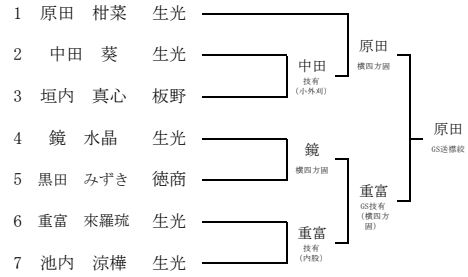 1 原田 柑菜 生光
2 中田 葵 生光
3 垣内 真心 板野
4 鏡 水晶 生光
5 黒田 みずき 徳商
6 重富 來羅琉 生光
7 池内 涼樺 生光
中田
技有
(小外刈)
鏡
横四方固
重富
技有
(内股)
原田
横四方固
重富
GS技有
(横四方
固)
原田
GS送襟絞